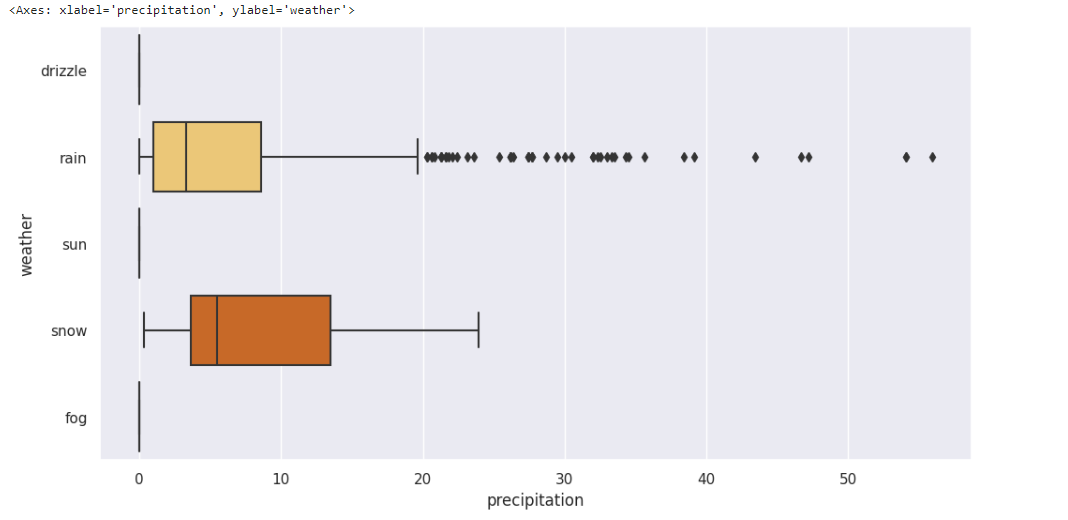 <Axes: xlabel='precipitation', ylabel='weather'>
drizzle
rain
sun
snow
fog
weather
0 10 20 30 40 50
precipitation